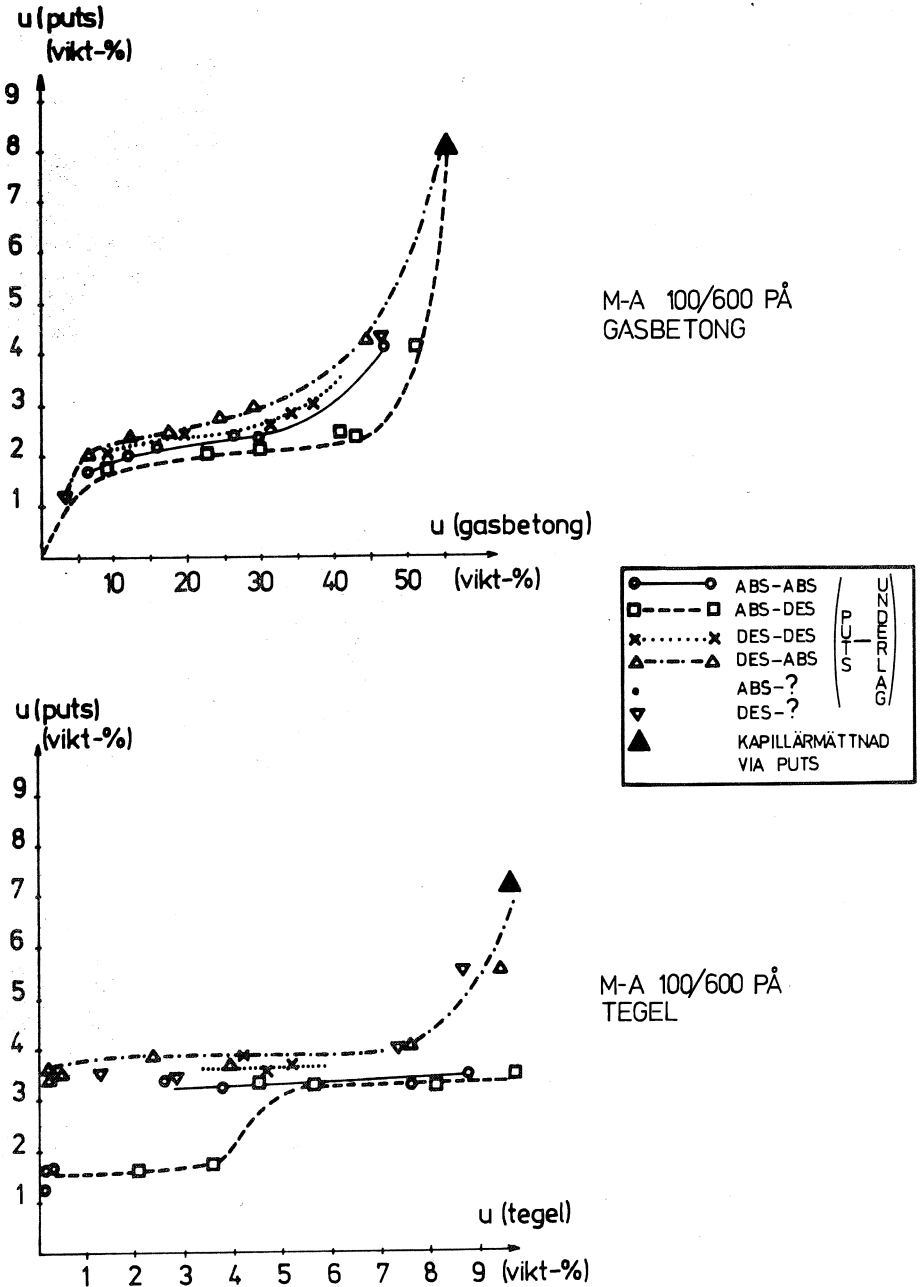 u (puts)
(vikt-%)
9
8
7
6
5
4
3
2
1
10 20 30 40 50 (vikt-%)
u (gasbetong)
M-A 100/600 PÅ
GASBETONG
ABS-ABS
ABS-DES
DES-DES
DES-ABS
ABS-?
DES-?
KAPILLÄRMÄTTNAD
VIA PUTS
PUTS — UNDERLAG
u (puts)
(vikt-%)
9
8
7
6
5
4
3
2
1
u (tegel)
1 2 3 4 5 6 7 8 9 (vikt-%)
M-A 100/600 PÅ
TEGEL